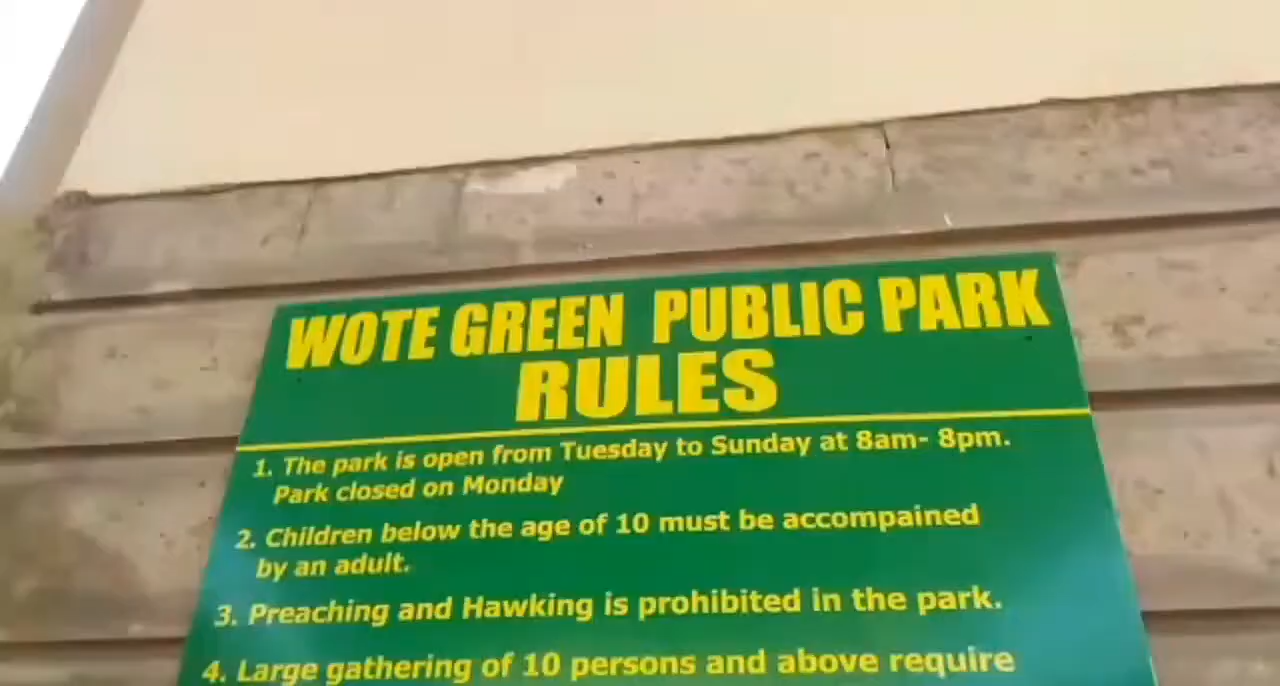 WOTE GREEN PUBLIC PARK
RULES
1. The park is open from Tuesday to Sunday at 8am- 8pm.
Park closed on Monday
2. Children below the age of 10 must be accompained
by an adult.
3. Preaching and Hawking is prohibited in the park.
4. Large gathering of 10 persons and above require